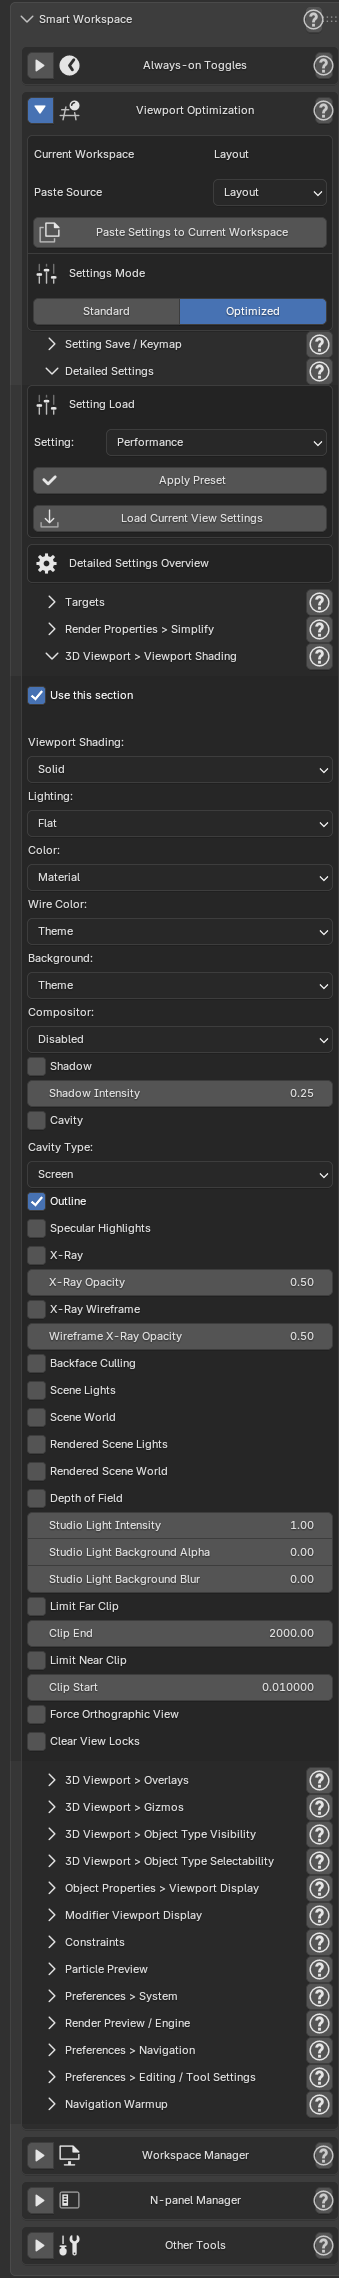 Smart Workspace
Always-on Toggles
Viewport Optimization
Current Workspace Layout
Paste Source Layout
Paste Settings to Current Workspace
Settings Mode
Standard Optimized
Setting Save / Keymap
Detailed Settings
Setting Load
Setting: Performance
Apply Preset
Load Current View Settings
Detailed Settings Overview
Targets
Render Properties > Simplify
3D Viewport > Viewport Shading
Use this section
Viewport Shading:
Solid
Lighting:
Flat
Color:
Material
Wire Color:
Theme
Background:
Theme
Compositor:
Disabled
Shadow
Shadow Intensity 0.25
Cavity
Cavity Type:
Screen
Outline
Specular Highlights
X-Ray
X-Ray Opacity 0.50
X-Ray Wireframe
Wireframe X-Ray Opacity 0.50
Backface Culling
Scene Lights
Scene World
Rendered Scene Lights
Rendered Scene World
Depth of Field
Studio Light Intensity 1.00
Studio Light Background Alpha 0.00
Studio Light Background Blur 0.00
Limit Far Clip
Clip End 2000.00
Limit Near Clip
Clip Start 0.010000
Force Orthographic View
Clear View Locks
3D Viewport > Overlays
3D Viewport > Gizmos
3D Viewport > Object Type Visibility
3D Viewport > Object Type Selectability
Object Properties > Viewport Display
Modifier Viewport Display
Constraints
Particle Preview
Preferences > System
Render Preview / Engine
Preferences > Navigation
Preferences > Editing / Tool Settings
Navigation Warmup
Workspace Manager
N-panel Manager
Other Tools